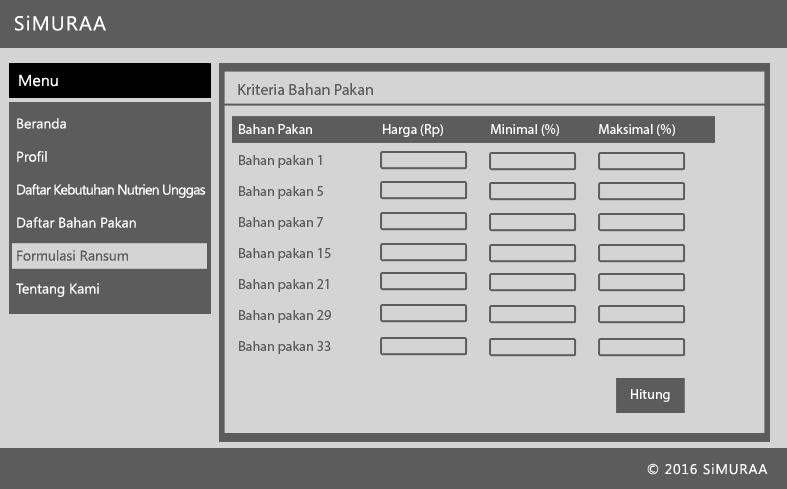 SiMURAA
Menu
Beranda
Profil
Daftar Kebutuhan Nutrien Unggas
Daftar Bahan Pakan
Formulasi Ransum
Tentang Kami
Kriteria Bahan Pakan
Bahan Pakan Harga (Rp) Minimal (%) Maksimal (%)
Bahan pakan 1
Bahan pakan 5
Bahan pakan 7
Bahan pakan 15
Bahan pakan 21
Bahan pakan 29
Bahan pakan 33
Hitung
© 2016 SiMURAA